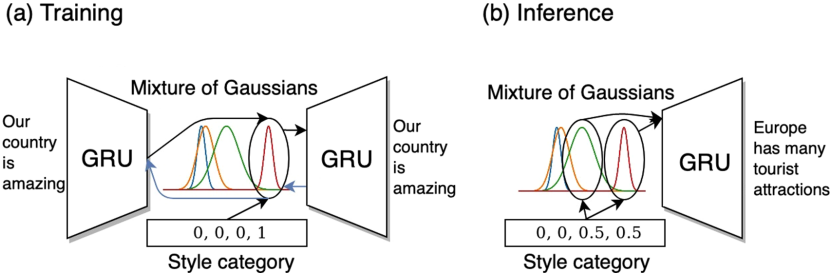 (a) Training
(b) Inference
Mixture of Gaussians
Our
country
is
amazing
GRU
GRU
Our
country
is
amazing
0, 0, 0, 1
Style category
Mixture of Gaussians
GRU
Europe
has many
tourist
attractions
0, 0, 0.5, 0.5
Style category